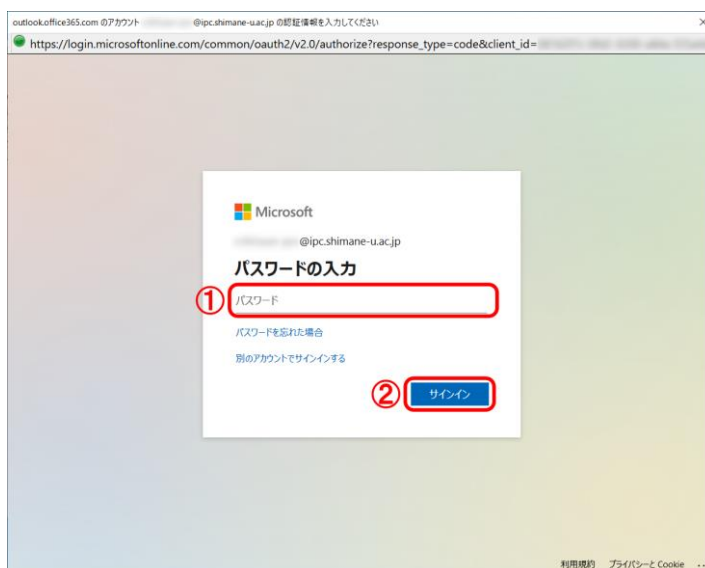 outlook.office365.com のアカウント @ipc.shimane-u.ac.jp の認証情報を入力してください ×
https://login.microsoftonline.com/common/oauth2/v2.0/authorize?response_type=code&client_id=
Microsoft
@ipc.shimane-u.ac.jp
パスワードの入力
① パスワード
パスワードを忘れた場合
別のアカウントでサインインする
② サインイン
利用規約 プライバシーと Cookie ...